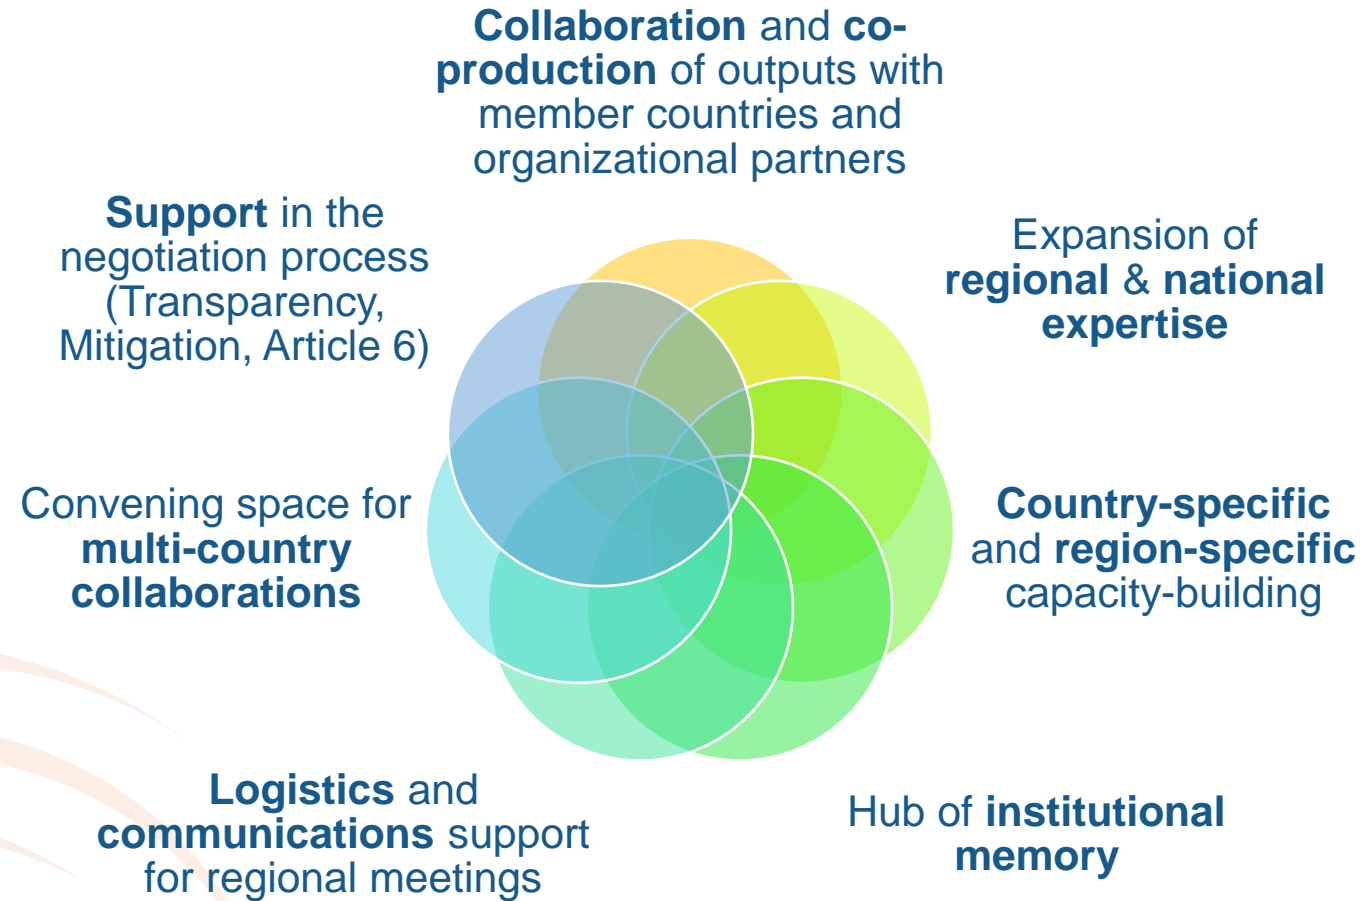 Collaboration and co-
production of outputs with
member countries and
organizational partners
Support in the
negotiation process
(Transparency,
Mitigation, Article 6)
Expansion of
regional & national
expertise
Convening space for
multi-country
collaborations
Country-specific
and region-specific
capacity-building
Logistics and
communications support
for regional meetings
Hub of institutional
memory